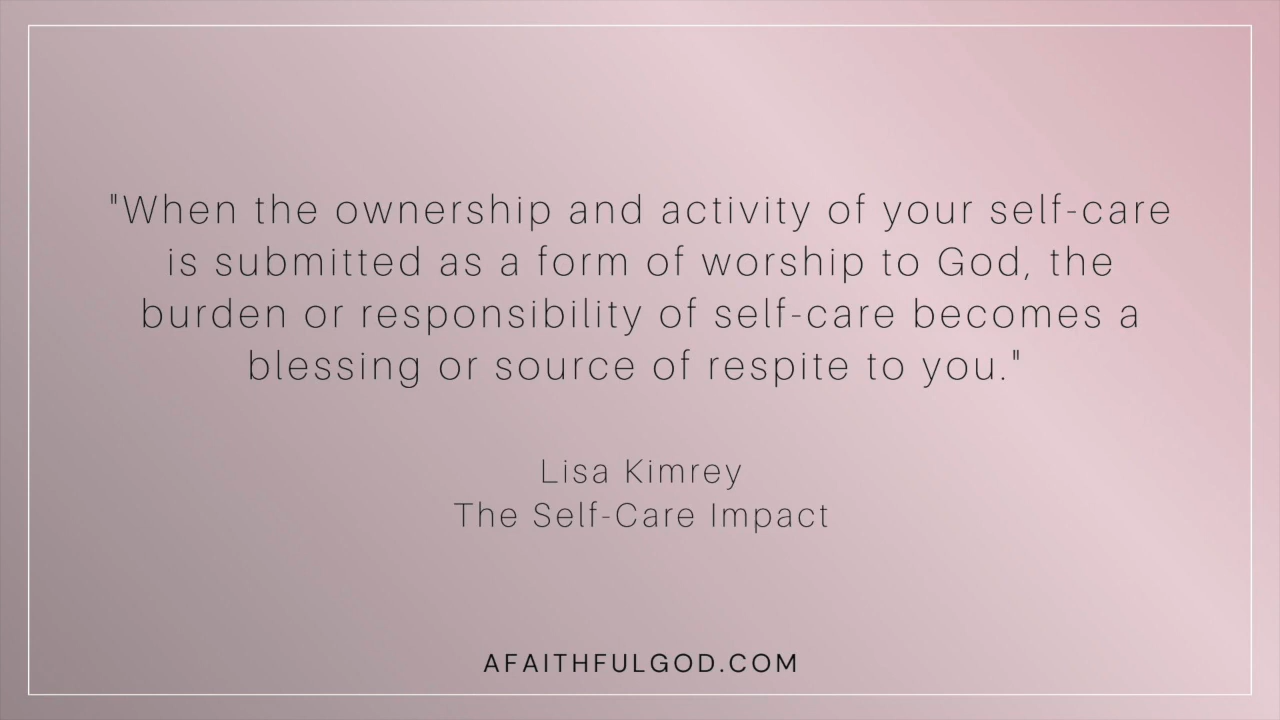 "When the ownership and activity of your self-care
is submitted as a form of worship to God, the
burden or responsibility of self-care becomes a
blessing or source of respite to you."
Lisa Kimrey
The Self-Care Impact
AFAITHFULGOD.COM